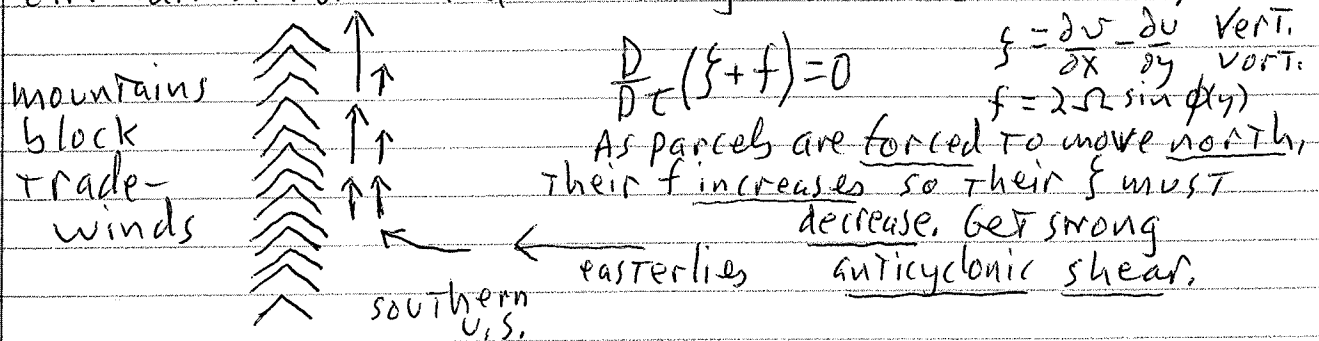 mountains
block
trade-
winds
D/Dt (ζ + f) = 0
ζ = ∂v/∂x - ∂u/∂y Vert.
vort.
f = 2Ω sin ϕ(y)
As parcels are forced to move north,
their f increases so their ζ must
decrease. Get strong
anticyclonic shear.
easterlies
southern
U.S.